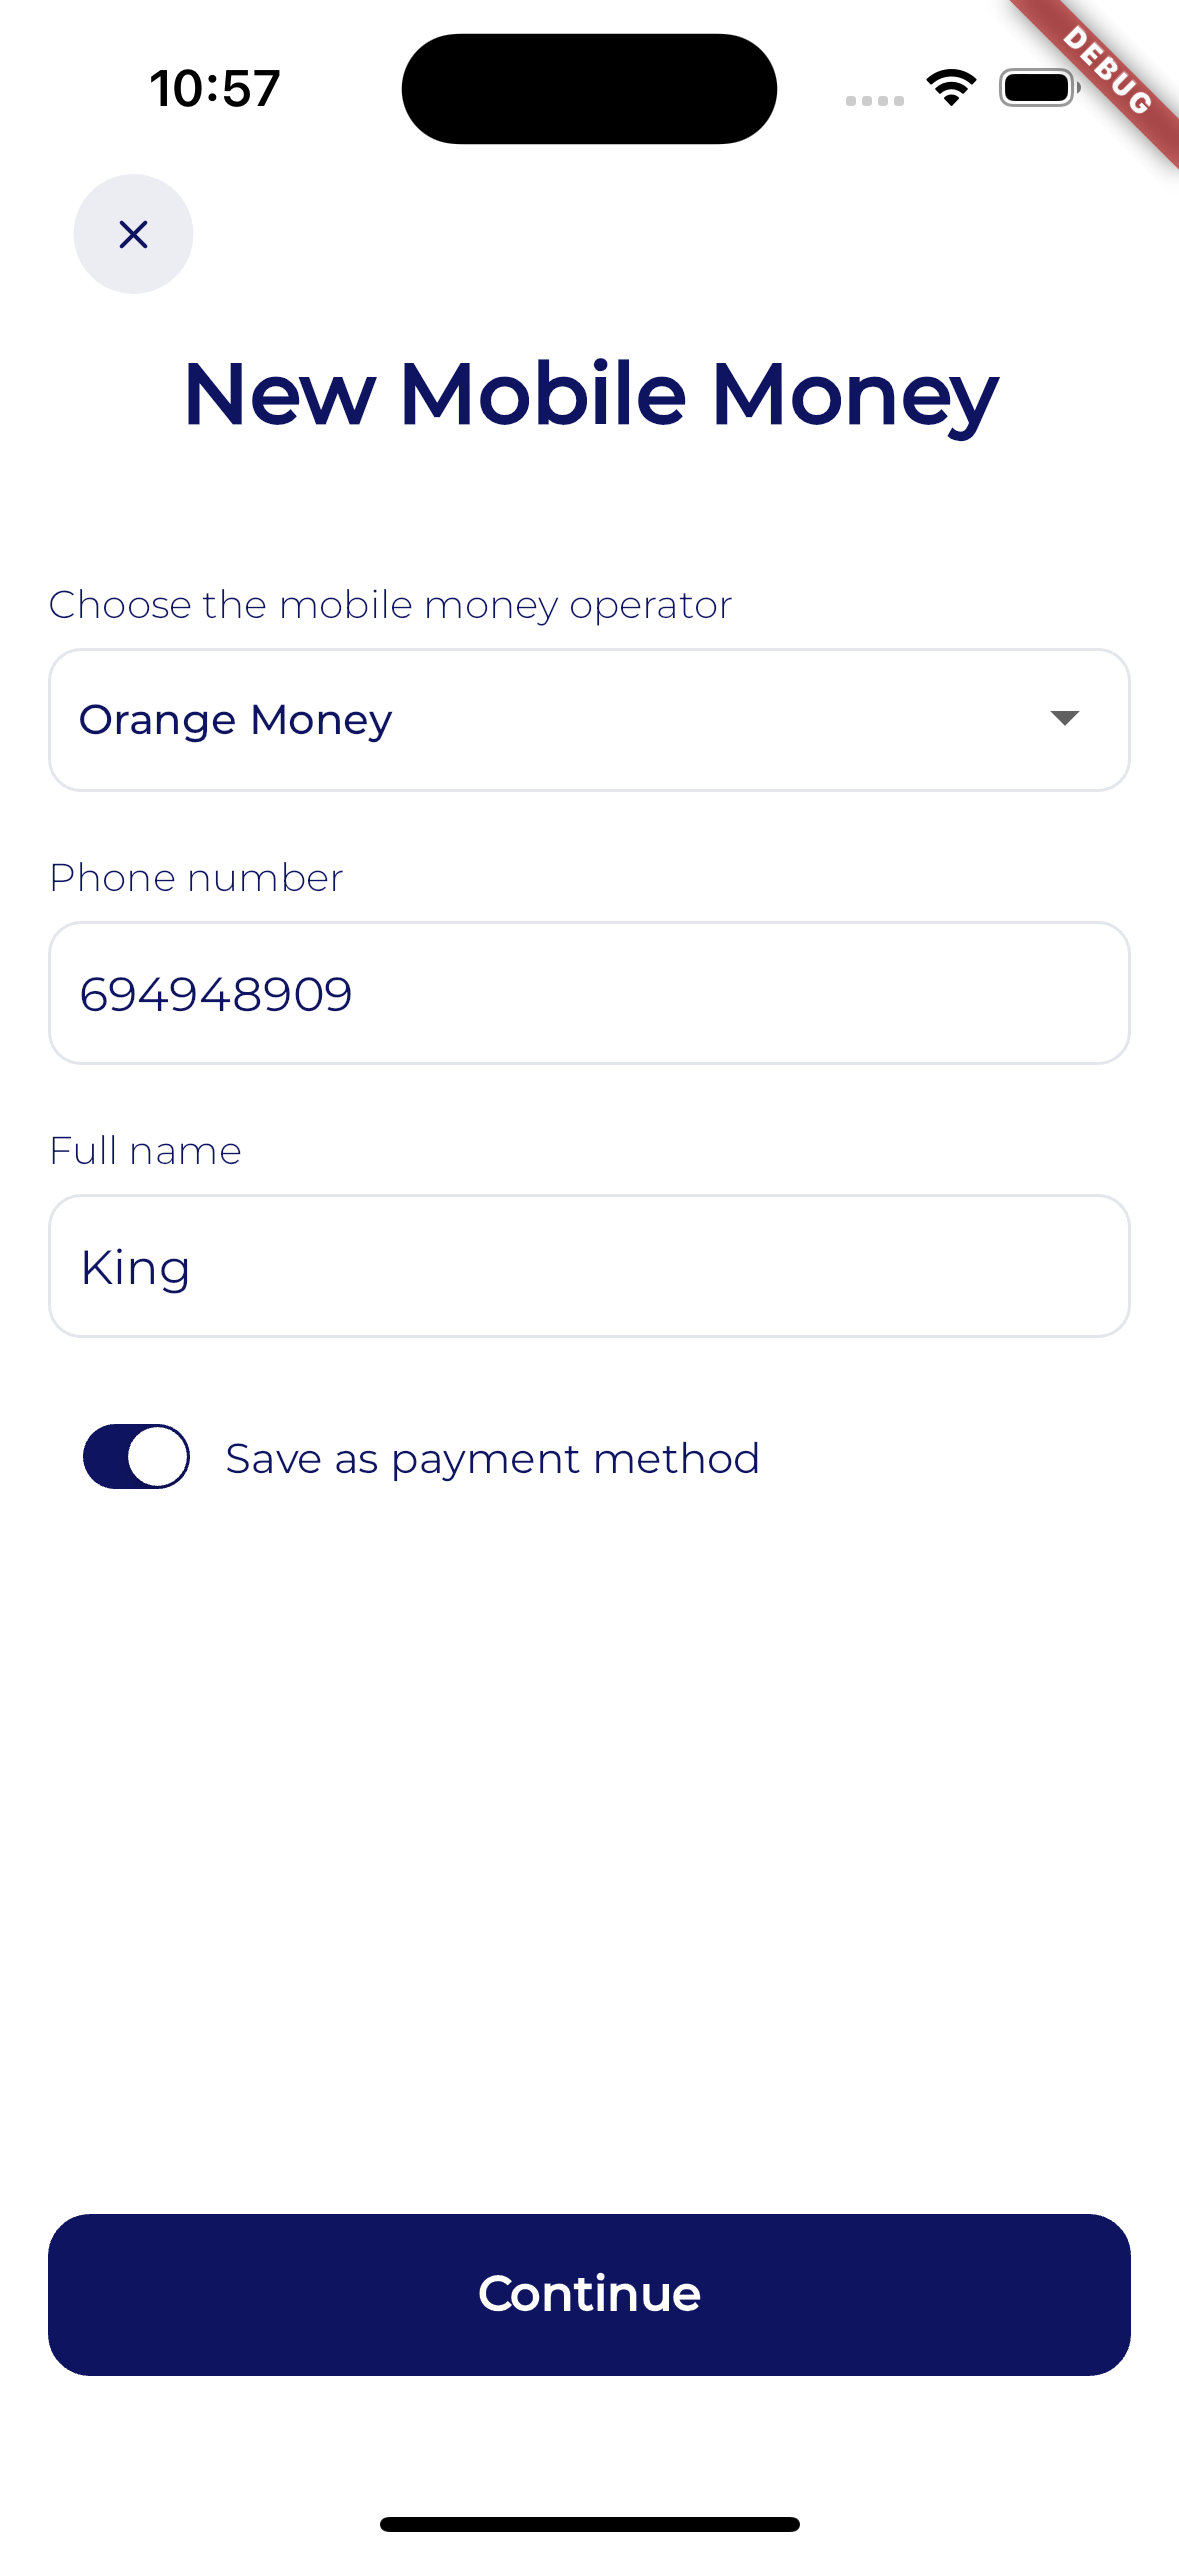 10:57
DEBUG
New Mobile Money
Choose the mobile money operator
Orange Money
Phone number
694948909
Full name
King
Save as payment method
Continue